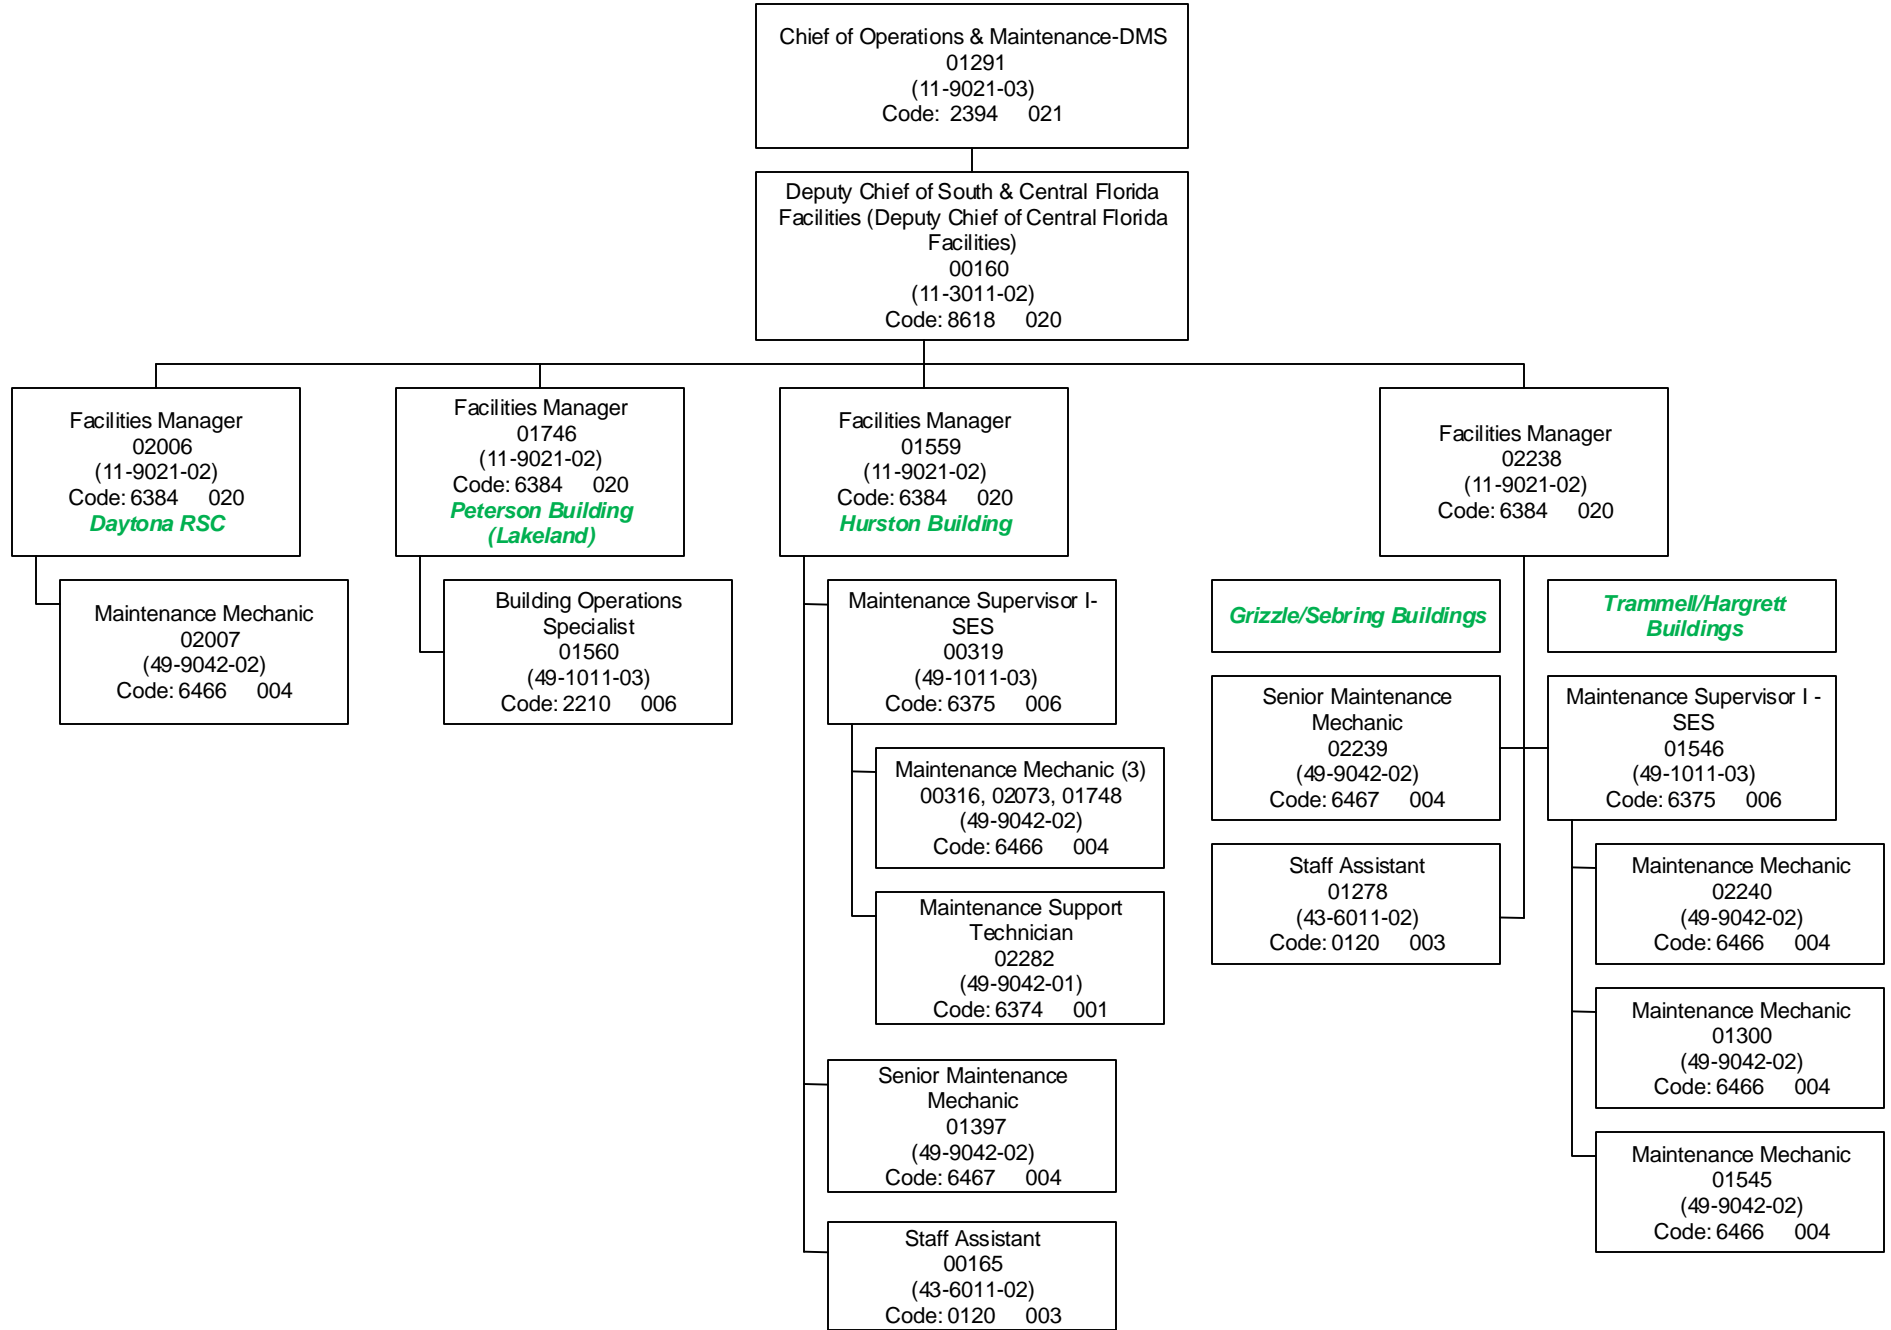 Chief of Operations & Maintenance-DMS
01291
(11-9021-03)
Code: 2394 021
Deputy Chief of South & Central Florida
Facilities (Deputy Chief of Central Florida
Facilities)
00160
(11-3011-02)
Code: 8618 020
Facilities Manager
02006
(11-9021-02)
Code: 6384 020
Daytona RSC
Maintenance Mechanic
02007
(49-9042-02)
Code: 6466 004
Facilities Manager
01746
(11-9021-02)
Code: 6384 020
Peterson Building
(Lakeland)
Building Operations
Specialist
01560
(49-1011-03)
Code: 2210 006
Facilities Manager
01559
(11-9021-02)
Code: 6384 020
Hurston Building
Maintenance Supervisor I-
SES
00319
(49-1011-03)
Code: 6375 006
Maintenance Mechanic (3)
00316, 02073, 01748
(49-9042-02)
Code: 6466 004
Maintenance Support
Technician
02282
(49-9042-01)
Code: 6374 001
Senior Maintenance
Mechanic
01397
(49-9042-02)
Code: 6467 004
Staff Assistant
00165
(43-6011-02)
Code: 0120 003
Facilities Manager
02238
(11-9021-02)
Code: 6384 020
Grizzle/Sebring Buildings
Senior Maintenance
Mechanic
02239
(49-9042-02)
Code: 6467 004
Staff Assistant
01278
(43-6011-02)
Code: 0120 003
Trammell/Hargrett
Buildings
Maintenance Supervisor I -
SES
01546
(49-1011-03)
Code: 6375 006
Maintenance Mechanic
02240
(49-9042-02)
Code: 6466 004
Maintenance Mechanic
01300
(49-9042-02)
Code: 6466 004
Maintenance Mechanic
01545
(49-9042-02)
Code: 6466 004